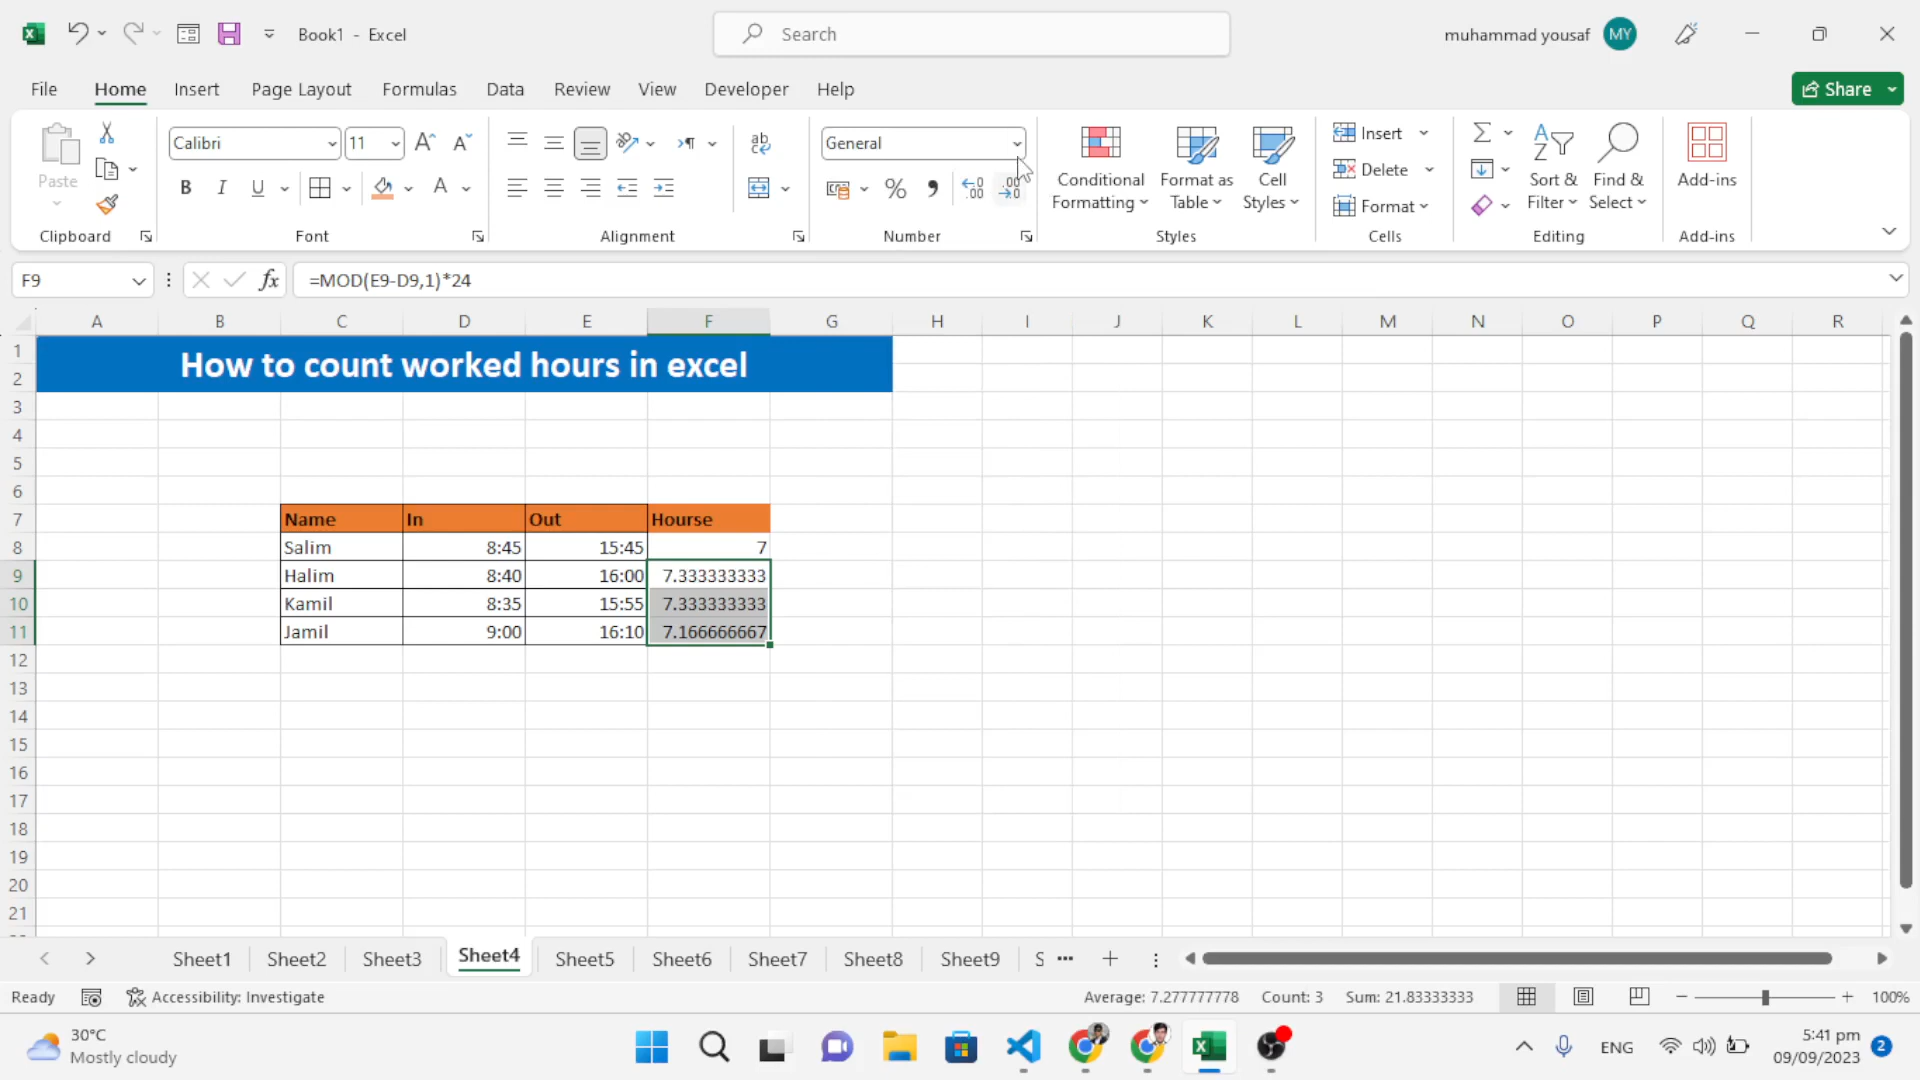 Book1 - Excel
Search
muhammad yousaf MY
File Home Insert Page Layout Formulas Data Review View Developer Help Share
Paste
Clipboard
Calibri 11
B I U A
Font
ab
Alignment
General
% 9 .00 .00
Number
Conditional Formatting
Format as Table
Cell Styles
Styles
Insert
Delete
Format
Cells
Sort & Filter
Find & Select
Editing
Add-ins
Add-ins
F9 fx =MOD(E9-D9,1)*24
A B C D E F G H I J K L M N O P Q R
1
2 How to count worked hours in excel
3
4
5
6
7 Name In Out Hourse
8 Salim 8:45 15:45 7
9 Halim 8:40 16:00 7.333333333
10 Kamil 8:35 15:55 7.333333333
11 Jamil 9:00 16:10 7.166666667
12
13
14
15
16
17
18
19
20
21
Sheet1 Sheet2 Sheet3 Sheet4 Sheet5 Sheet6 Sheet7 Sheet8 Sheet9 S ...
Ready Accessibility: Investigate Average: 7.277777778 Count: 3 Sum: 21.83333333 100%
30°C
Mostly cloudy
ENG
5:41 pm
09/09/2023
2